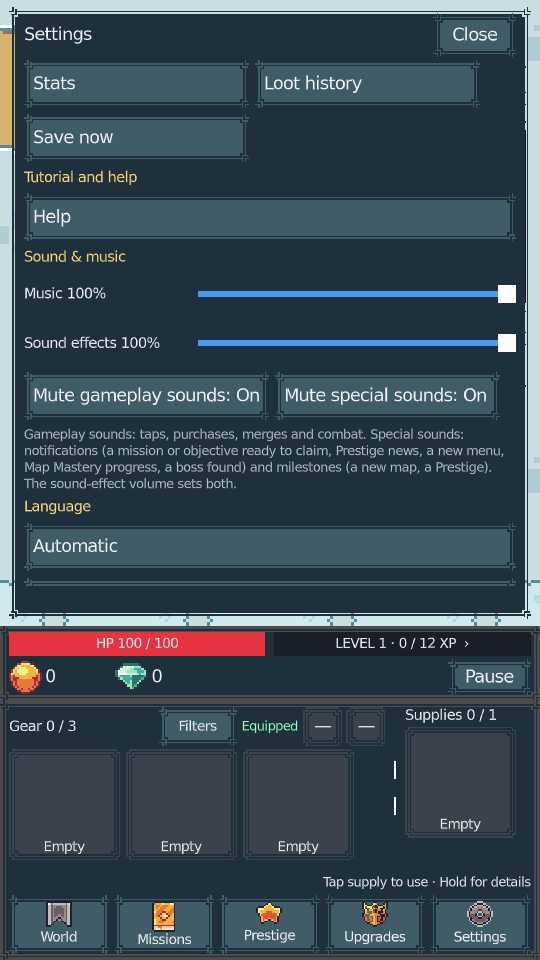 Settings
Close
Stats
Loot history
Save now
Tutorial and help
Help
Sound & music
Music 100%
Sound effects 100%
Mute gameplay sounds: On
Mute special sounds: On
Gameplay sounds: taps, purchases, merges and combat. Special sounds:
notifications (a mission or objective ready to claim, Prestige news, a new menu,
Map Mastery progress, a boss found) and milestones (a new map, a Prestige).
The sound-effect volume sets both.
Language
Automatic
HP 100 / 100
LEVEL 1 · 0 / 12 XP ›
0
0
Pause
Gear 0 / 3
Filters
Equipped
—
—
Supplies 0 / 1
Empty
Empty
Empty
Empty
Tap supply to use · Hold for details
World
Missions
Prestige
Upgrades
Settings